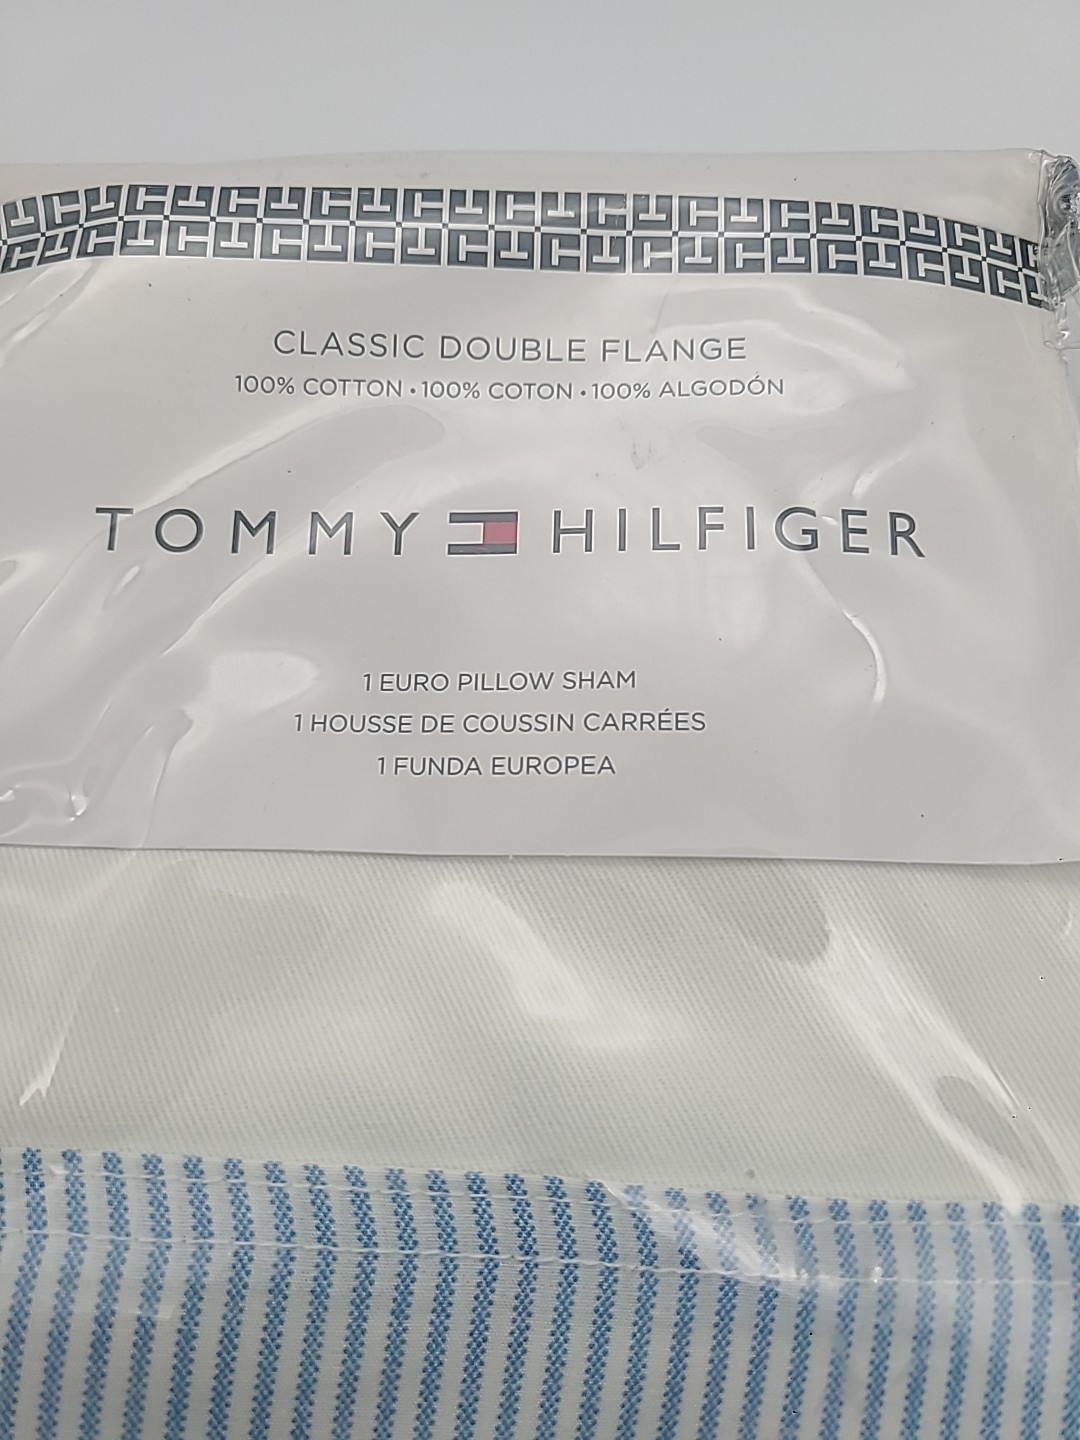 CLASSIC DOUBLE FLANGE
100% COTTON • 100% COTON • 100% ALGODÓN
TOMMY HILFIGER
1 EURO PILLOW SHAM
1 HOUSSE DE COUSSIN CARRÉES
1 FUNDA EUROPEA